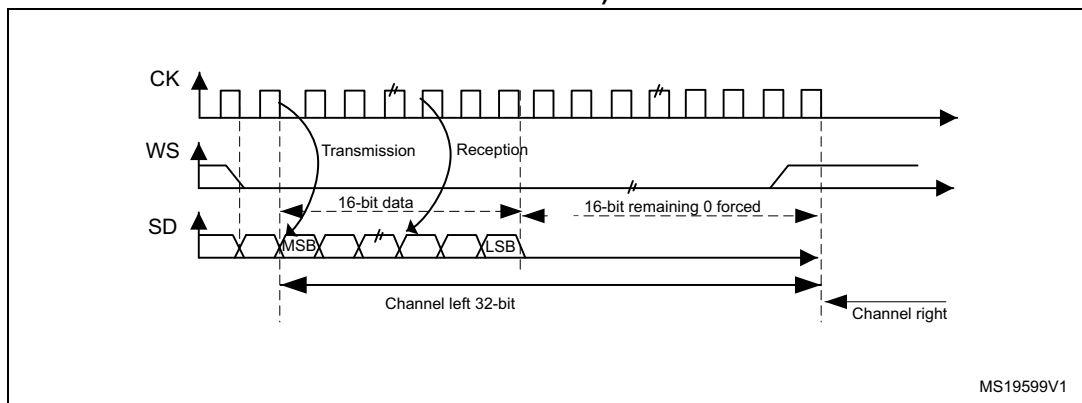 CK
Transmission
Reception
WS
16-bit data
16-bit remaining 0 forced
SD
MSB
LSB
Channel left 32-bit
Channel right
MS19599V1